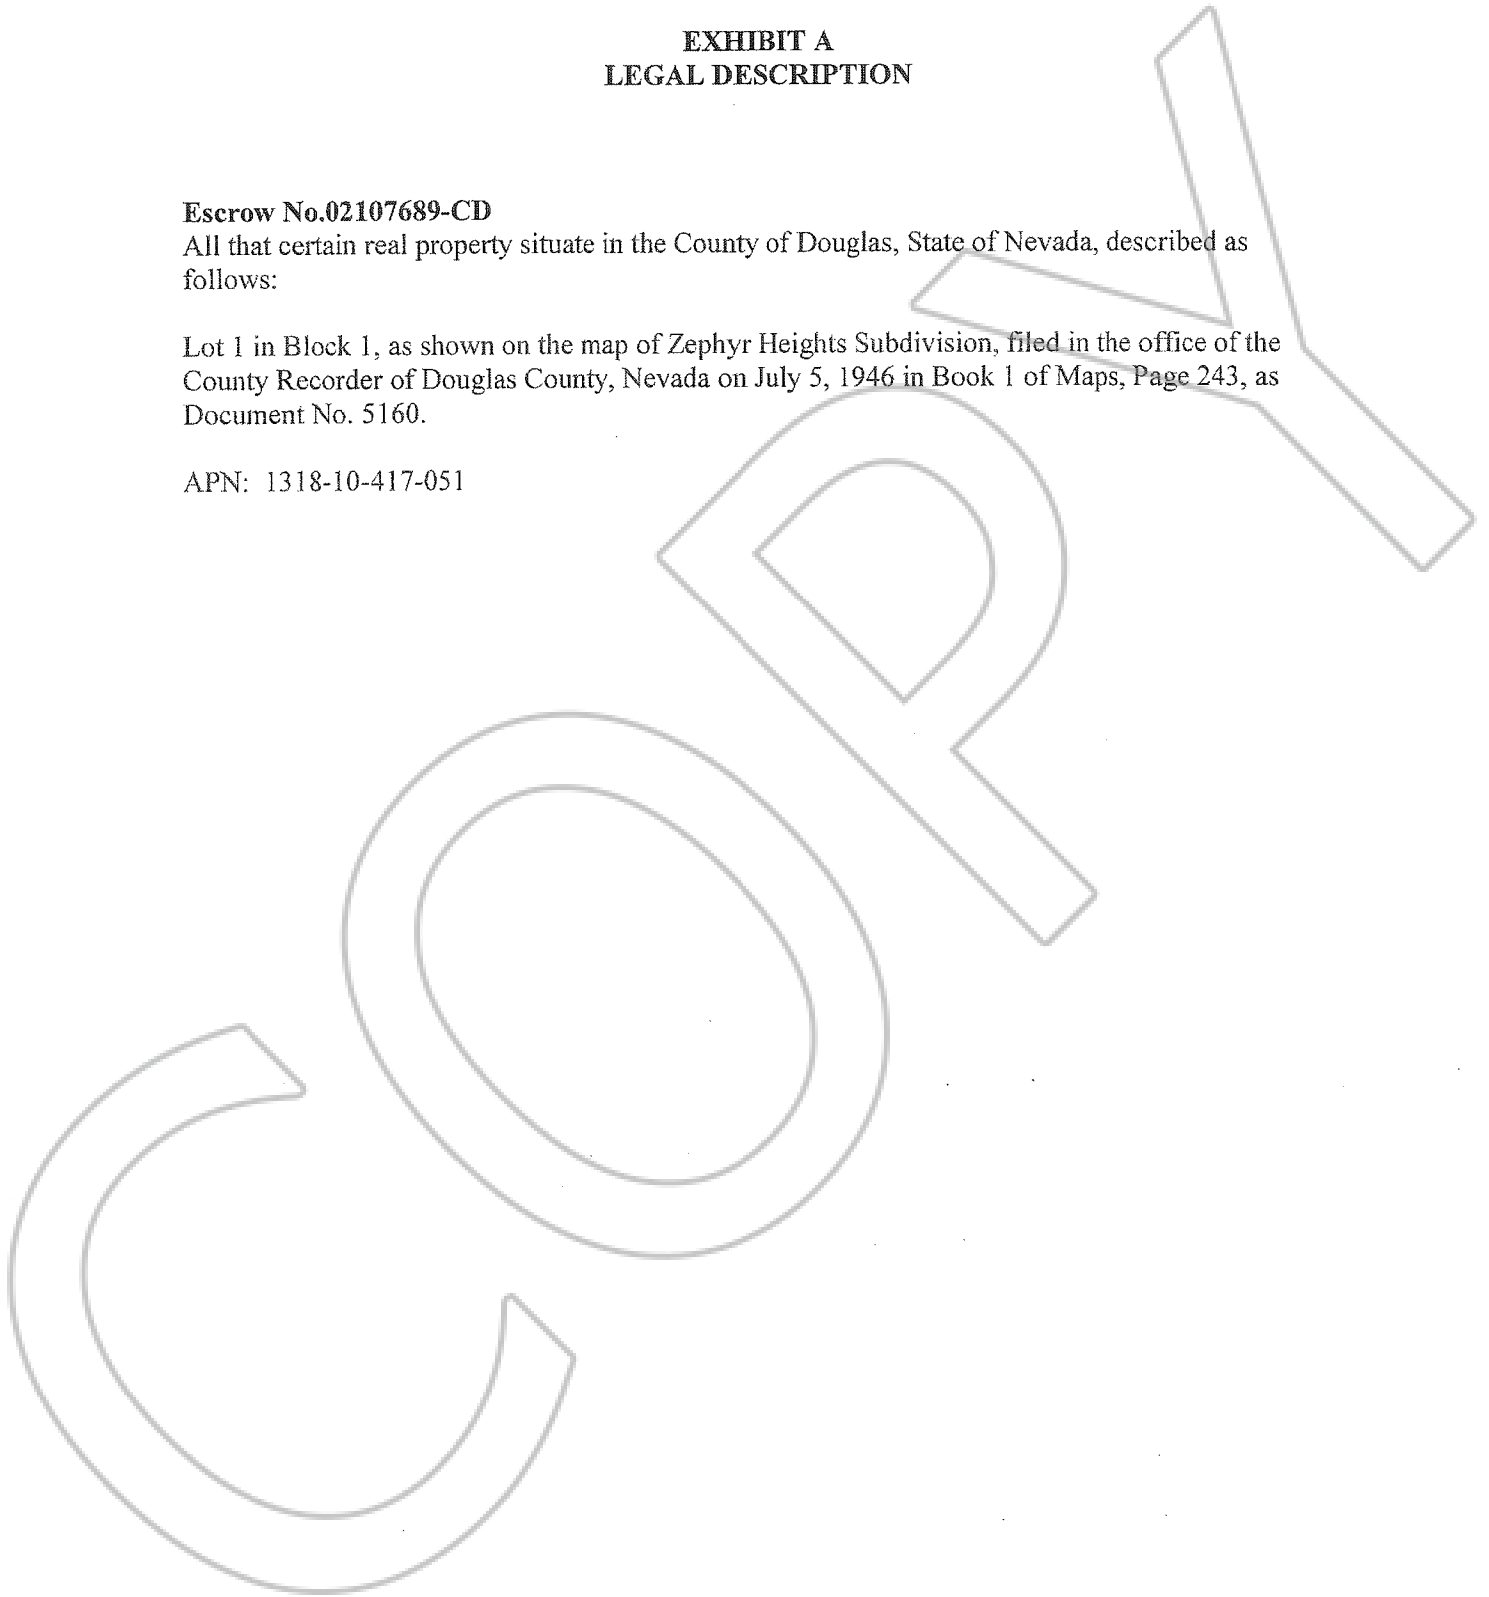 EXHIBIT A
LEGAL DESCRIPTION
Escrow No.02107689-CD
All that certain real property situate in the County of Douglas, State of Nevada, described as
follows:
Lot 1 in Block 1, as shown on the map of Zephyr Heights Subdivision, filed in the office of the
County Recorder of Douglas County, Nevada on July 5, 1946 in Book 1 of Maps, Page 243, as
Document No. 5160.
APN: 1318-10-417-051
COPY